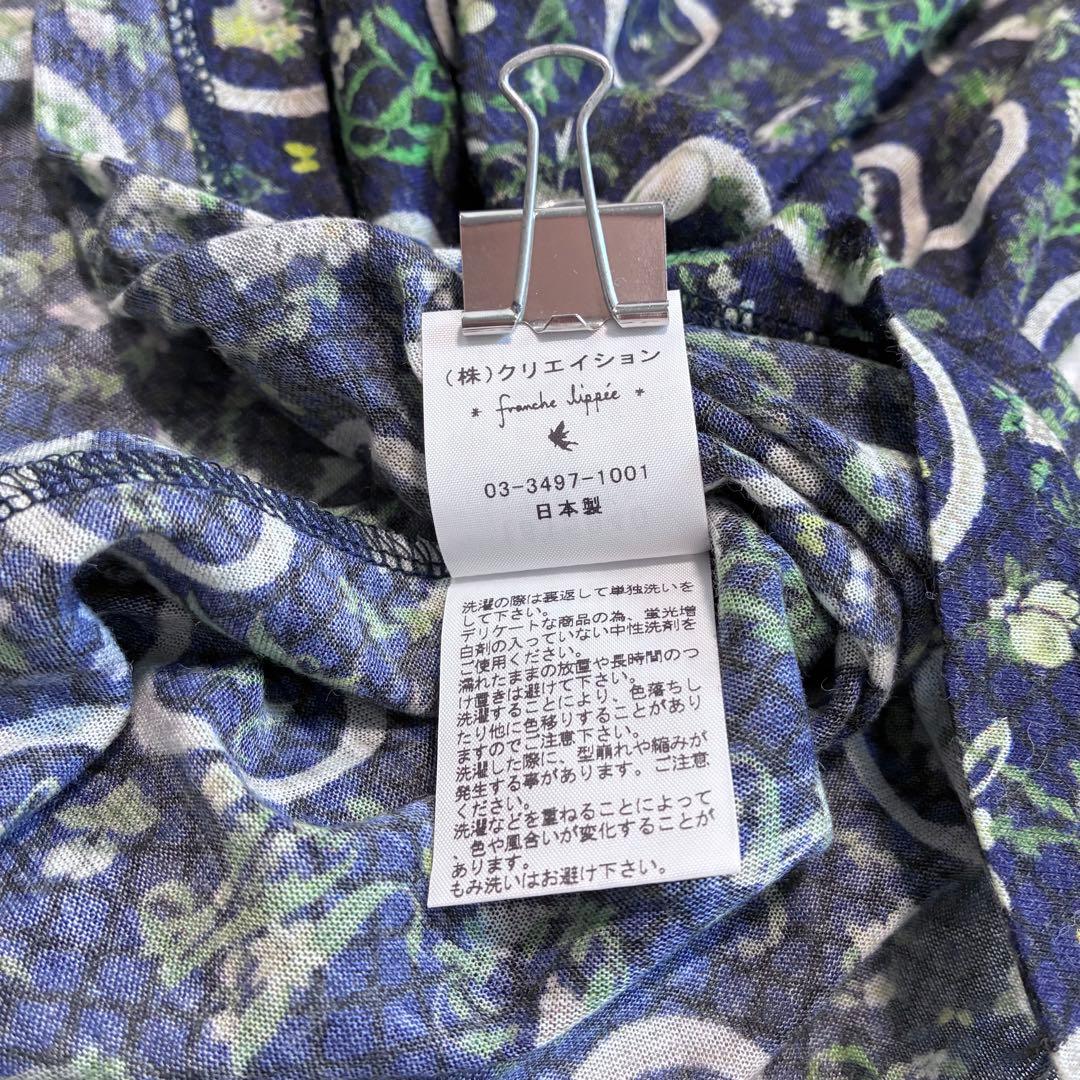 (株)クリエイション
* franche lippée *
03-3497-1001
日本製
洗濯の際は裏返して単独洗いを
して下さい。
デリケートな商品の為、蛍光増
白剤の入っていない中性洗剤を
ご使用ください。
濡れたままの放置や長時間のつ
け置きは避けて下さい。
洗濯することにより、色落ちし
たり他に色移りすることがあり
ますのでご注意下さい。
洗濯した際に、型崩れや縮みが
発生する事があります。ご注意
ください。
洗濯などを重ねることによって
、色や風合いが変化することが
あります。
もみ洗いはお避け下さい。